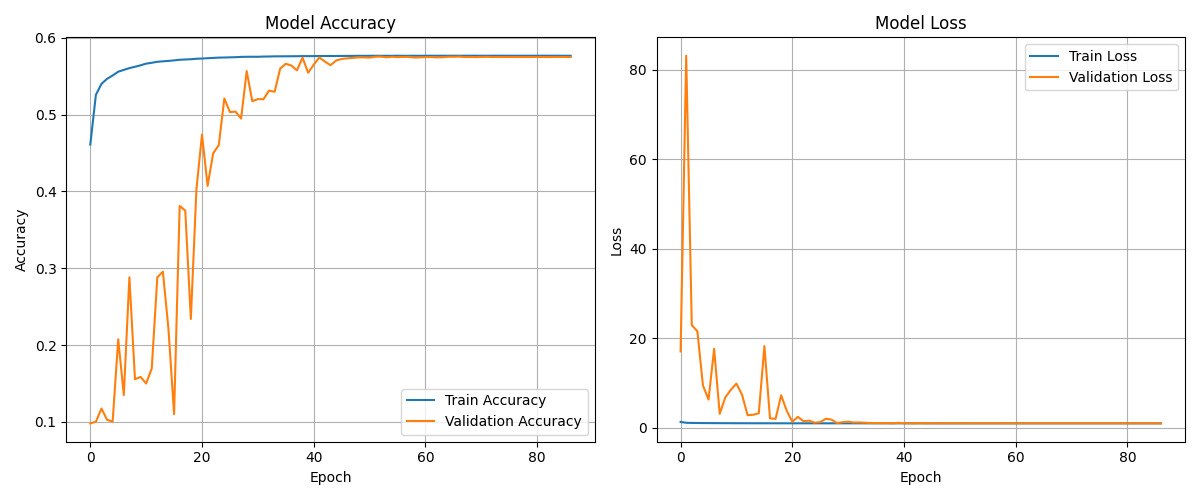 Model Accuracy
0.6
0.5
0.4
0.3
0.2
0.1
Accuracy
Train Accuracy
Validation Accuracy
0 20 40 60 80
Epoch
Model Loss
80
60
40
20
0
Loss
Train Loss
Validation Loss
0 20 40 60 80
Epoch